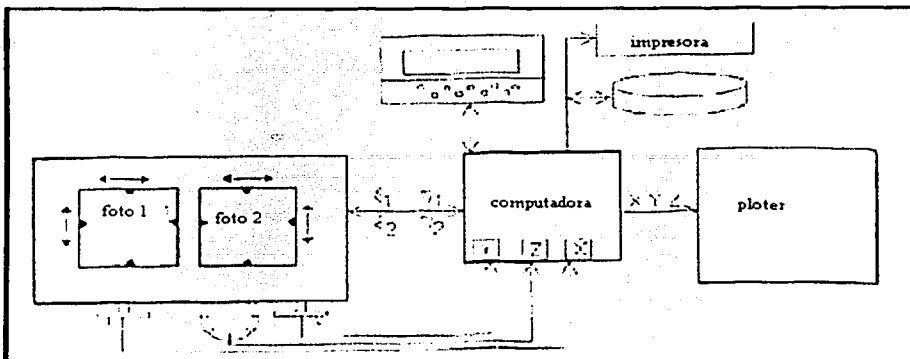 impresora
foto 1
foto 2
computadora
X Y Z
ploter
Z X